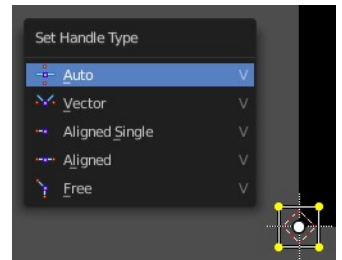 Set Handle Type
Auto V
Vector V
Aligned Single V
Aligned V
Free V